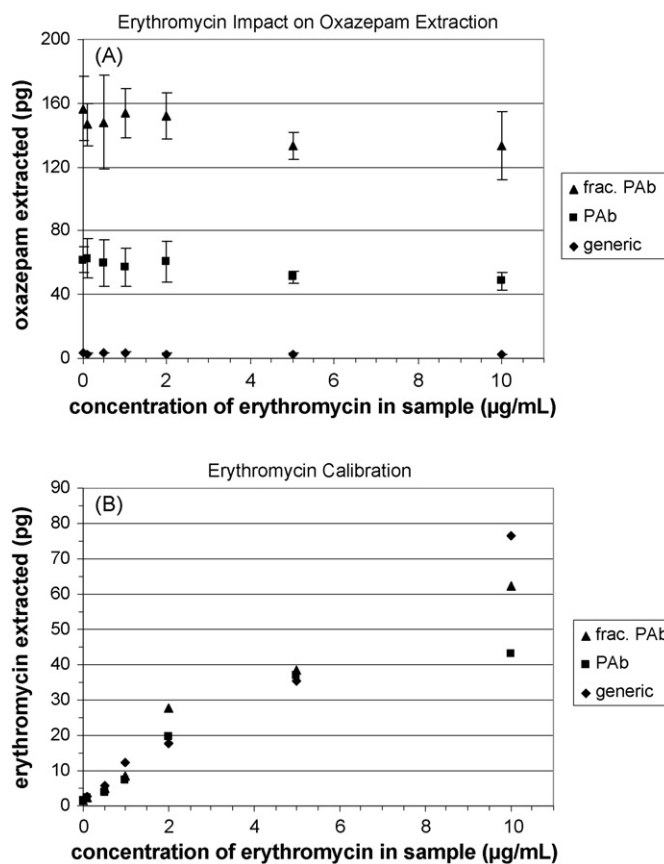 Erythromycin Impact on Oxazepam Extraction
(A)
200
160
120
80
40
0
oxazepam extracted (pg)
0 2 4 6 8 10
concentration of erythromycin in sample (µg/mL)
frac. PAb
PAb
generic
Erythromycin Calibration
(B)
90
80
70
60
50
40
30
20
10
0
erythromycin extracted (pg)
0 2 4 6 8 10
concentration of erythromycin in sample (µg/mL)
frac. PAb
PAb
generic